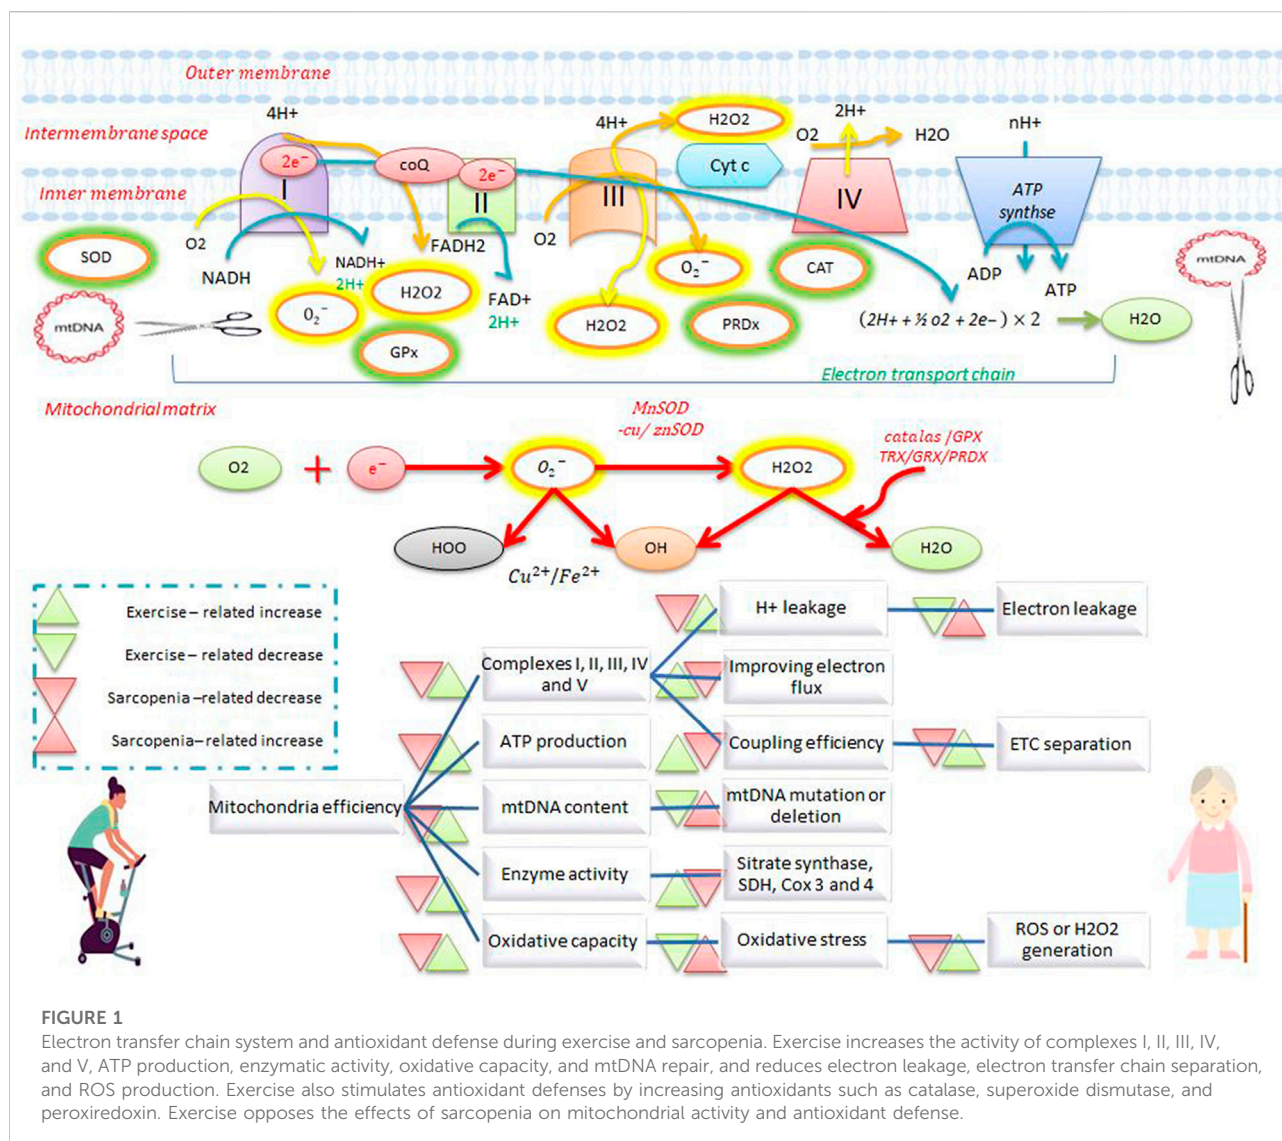 Outer membrane
4H+
4H+
H2O2
2H+
O2
H2O
nH+
Intermembrane space
2e⁻
coQ
2e⁻
Cyt c
Inner membrane
I
II
III
IV
ATP
synthse
O2
SOD
NADH
NADH+
2H+
FADH2
O2
O₂⁻
CAT
ADP
mtDNA
H2O2
FAD+
2H+
ATP
mtDNA
O₂⁻
H2O2
PRDx
(2H+ + ½ o2 + 2e−) × 2
H2O
GPx
Electron transport chain
Mitochondrial matrix
MnSOD
-cu/ znSOD
catalas /GPX
TRX/GRX/PRDX
O2
+
e⁻
O₂⁻
H2O2
HOO
OH
H2O
Cu²⁺/Fe²⁺
Exercise – related increase
Exercise – related decrease
Sarcopenia –related decrease
Sarcopenia– related increase
H+ leakage
Electron leakage
Complexes I, II, III, IV
and V
Improving electron
flux
ATP production
Coupling efficiency
ETC separation
Mitochondria efficiency
mtDNA content
mtDNA mutation or
deletion
Enzyme activity
Sitrate synthase,
SDH, Cox 3 and 4
Oxidative capacity
Oxidative stress
ROS or H2O2
generation
FIGURE 1
Electron transfer chain system and antioxidant defense during exercise and sarcopenia. Exercise increases the activity of complexes I, II, III, IV,
and V, ATP production, enzymatic activity, oxidative capacity, and mtDNA repair, and reduces electron leakage, electron transfer chain separation,
and ROS production. Exercise also stimulates antioxidant defenses by increasing antioxidants such as catalase, superoxide dismutase, and
peroxiredoxin. Exercise opposes the effects of sarcopenia on mitochondrial activity and antioxidant defense.